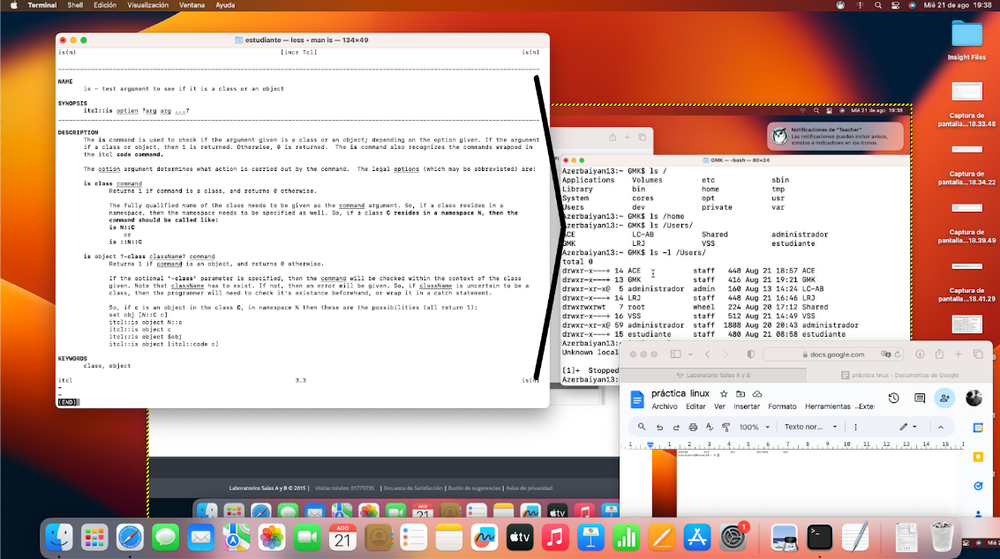 Terminal Shell Edición Visualización Ventana Ayuda Mié 21 de ago 19:38
estudiante — less • man is — 134×49
is(n) [incr Tcl] is(n)
NAME
is - test argument to see if it is a class or an object
SYNOPSIS
itcl::is option ?arg arg ...?
DESCRIPTION
The is command is used to check if the argument given is a class or an object; depending on the option given. If the argument
if a class or object, then 1 is returned. Otherwise, 0 is returned. The is command also recognizes the commands wrapped in
the itcl code command.
The option argument determines what action is carried out by the command. The legal options (which may be abbreviated) are:
is class command
Returns 1 if command is a class, and returns 0 otherwise.
The fully qualified name of the class needs to be given as the command argument. So, if a class resides in a
namespace, then the namespace needs to be specified as well. So, if a class C resides in a namespace N, then the
command should be called like:
is N::C
or
is ::N::C
is object ?-class className? command
Returns 1 if command is an object, and returns 0 otherwise.
If the optional "-class" parameter is specified, then the command will be checked within the context of the class
given. Note that className has to exist. If not, then an error will be given. So, if className is uncertain to be a
class, then the programmer will need to check it's existance beforehand, or wrap it in a catch statement.
So, if c is an object in the class C, in namespace N then these are the possibilities (all return 1):
set obj [N::C c]
itcl::is object N::c
itcl::is object c
itcl::is object $obj
itcl::is object [itcl::code c]
KEYWORDS
class, object
itcl 3.3 is(n)
~
~
(END)
Insight Files
Captura de
pantalla...18.33.48
Captura de
pantalla...18.34.22
Captura de
pantalla...18.39.49
Captura de
pantalla...18.41.29
Mié 21 de ago 19:38
Notificaciones de "Teacher"
Las notificaciones pueden incluir avisos,
sonidos e indicadores en los íconos.
GMK — -bash — 80×24
Azerbaiyan13:~ GMK$ ls /
Applications Volumes etc sbin
Library bin home tmp
System cores opt usr
Users dev private var
Azerbaiyan13:~ GMK$ ls /home
Azerbaiyan13:~ GMK$ ls /Users/
ACE LC-AB Shared administrador
GMK LRJ VSS estudiante
Azerbaiyan13:~ GMK$ ls -l /Users/
total 0
drwxr-x---+ 14 ACE staff 448 Aug 21 18:57 ACE
drwxr-x---+ 13 GMK staff 416 Aug 21 19:21 GMK
drwxr-xr-x@ 5 administrador admin 160 Aug 13 14:24 LC-AB
drwxr-x---+ 14 LRJ staff 448 Aug 21 16:46 LRJ
drwxrwxrwt 7 root wheel 224 Aug 20 17:12 Shared
drwxr-x---+ 16 VSS staff 512 Aug 21 14:49 VSS
drwxr-xr-x@ 59 administrador staff 1888 Aug 20 20:43 administrador
drwxr-x---+ 15 estudiante staff 480 Aug 21 08:58 estudiante
Azerbaiyan13
Unknown local
[1]+ Stopped
Azerbaiyan13
docs.google.com
Laboratorio Salas A y B práctica linux - Documentos de Google
práctica linux
Archivo Editar Ver Insertar Formato Herramientas
100% Texto nor...
1 1 2 3 4 5 6 7 8 9 10 11 12 13 14 15
Laboratorios Salas A y B © 2015 | Visitas totales: 01773795 | Encuesta de Satisfacción | Buzón de sugerencias | Aviso de privacidad
AGO
21
tv
1